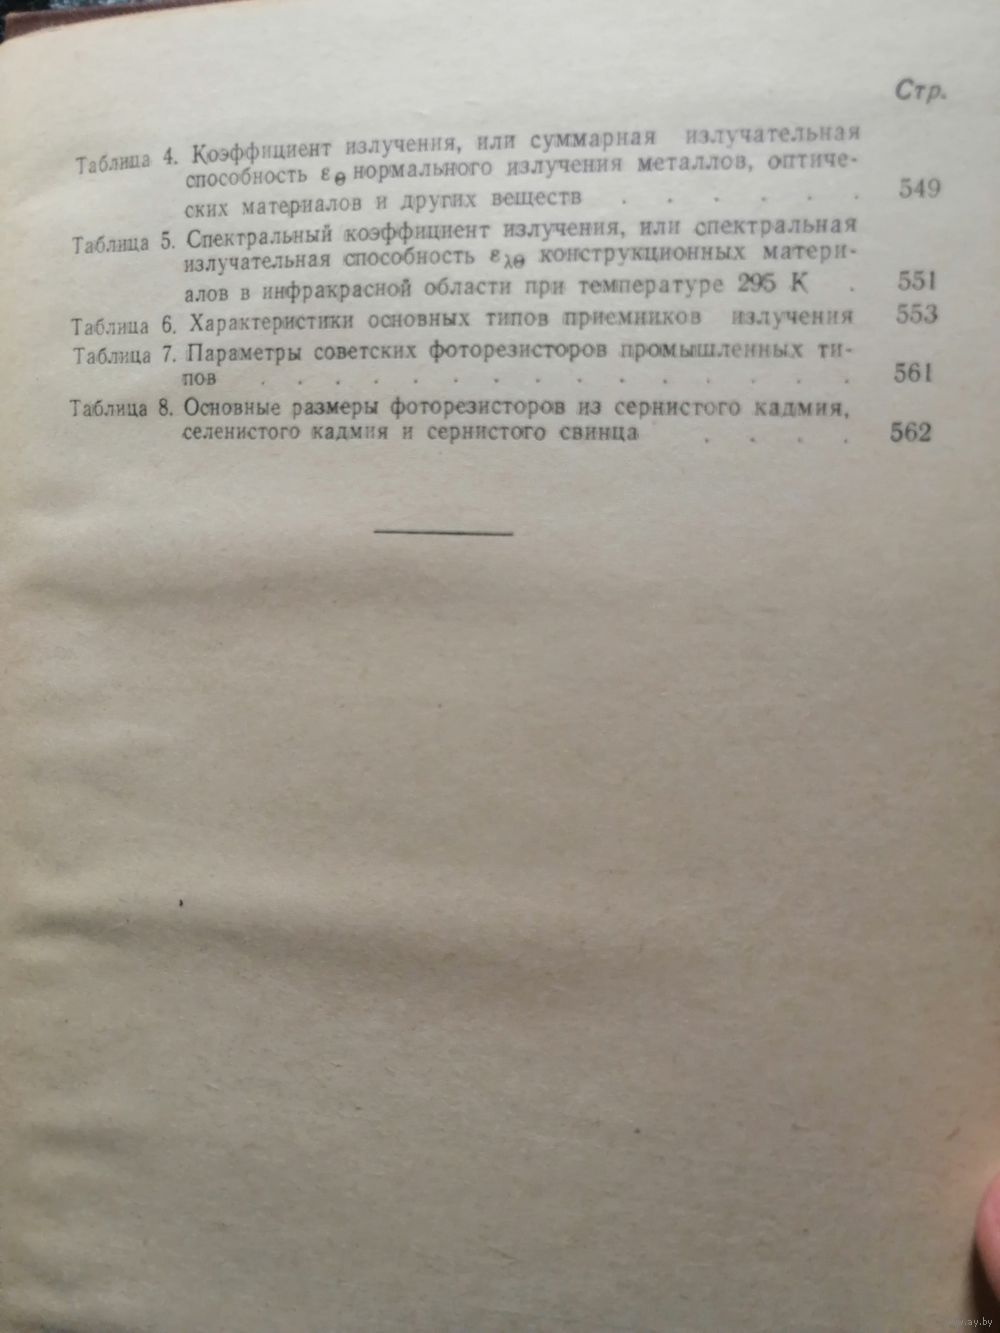 Стр.
Таблица 4. Коэффициент излучения, или суммарная излучательная
способность εθ нормального излучения металлов, оптиче-
ских материалов и других веществ . . . . . . 549
Таблица 5. Спектральный коэффициент излучения, или спектральная
излучательная способность ελθ конструкционных матери-
алов в инфракрасной области при температуре 295 К . 551
Таблица 6. Характеристики основных типов приемников излучения 553
Таблица 7. Параметры советских фоторезисторов промышленных ти-
пов . . . . . . . . . . . . . . . . 561
Таблица 8. Основные размеры фоторезисторов из сернистого кадмия,
селенистого кадмия и сернистого свинца . . . . 562
www.ay.by